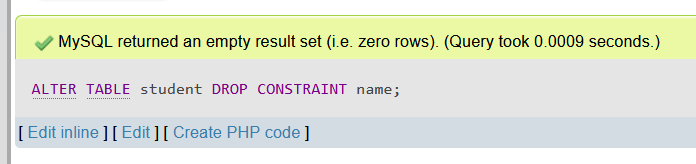 MySQL returned an empty result set (i.e. zero rows). (Query took 0.0009 seconds.)
ALTER TABLE student DROP CONSTRAINT name;
[ Edit inline ] [ Edit ] [ Create PHP code ]